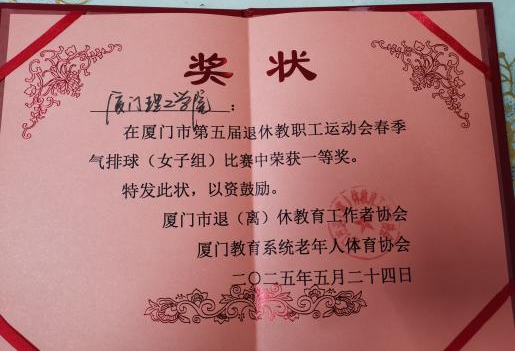 奖状
厦门理工学院：
在厦门市第五届退休教职工运动会春季
气排球（女子组）比赛中荣获一等奖。
特发此状，以资鼓励。
厦门市退（离）休教育工作者协会
厦门教育系统老年人体育协会
二〇二五年五月二十四日